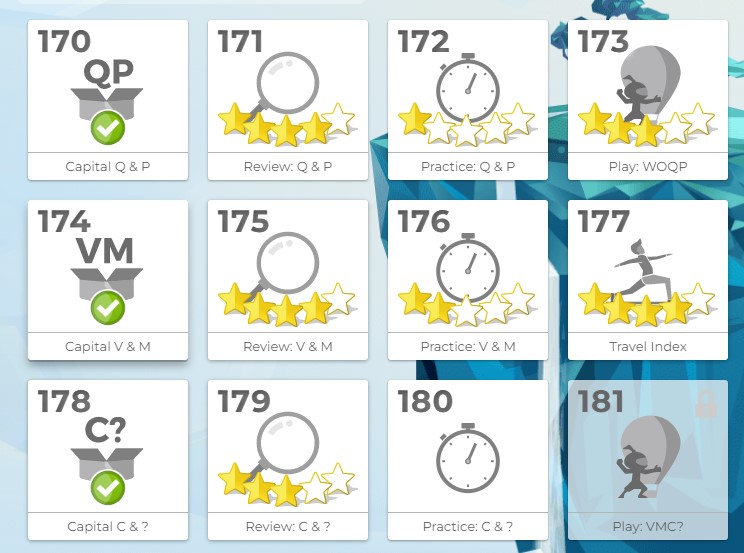 170
QP
Capital Q & P
171
Review: Q & P
172
Practice: Q & P
173
Play: WOQP
174
VM
Capital V & M
175
Review: V & M
176
Practice: V & M
177
Travel Index
178
C?
Capital C & ?
179
Review: C & ?
180
Practice: C & ?
181
Play: VMC?